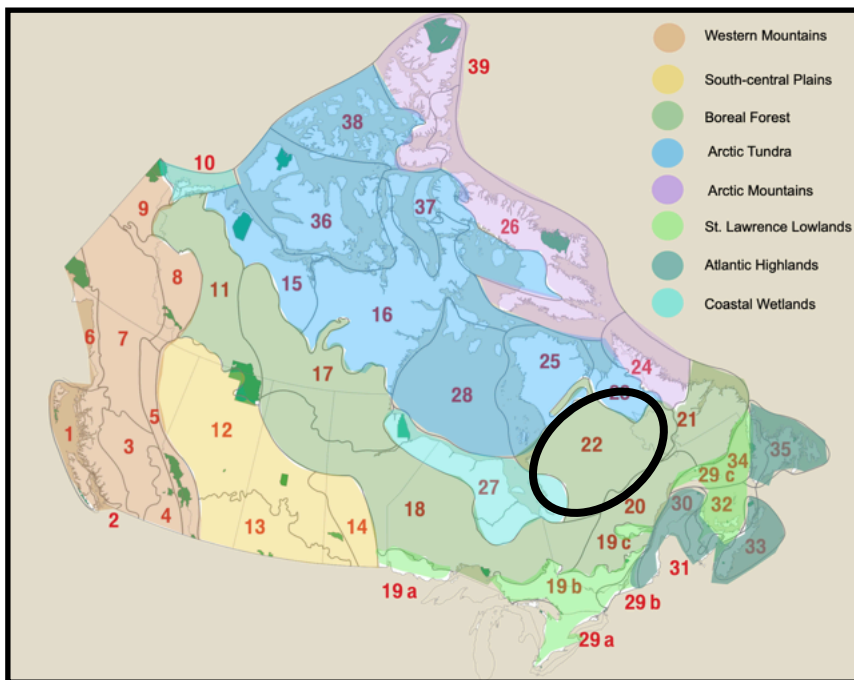 39
Western Mountains
South-central Plains
Boreal Forest
Arctic Tundra
Arctic Mountains
St. Lawrence Lowlands
Atlantic Highlands
Coastal Wetlands
38
10
9
36
37
26
8
11
15
16
6
7
17
25
24
23
28
5
12
22
21
1
3
27
34
35
29 c
18
20
30
32
2
4
13
14
19 c
33
19 a
19 b
31
29 b
29 a